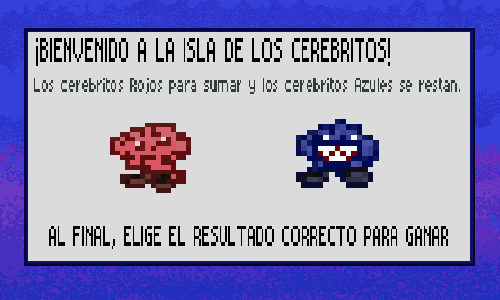 ¡BIENVENIDO A LA ISLA DE LOS CEREBRITOS!
Los cerebritos Rojos para sumar y los cerebritos Azules se restan.
AL FINAL, ELIGE EL RESULTADO CORRECTO PARA GANAR